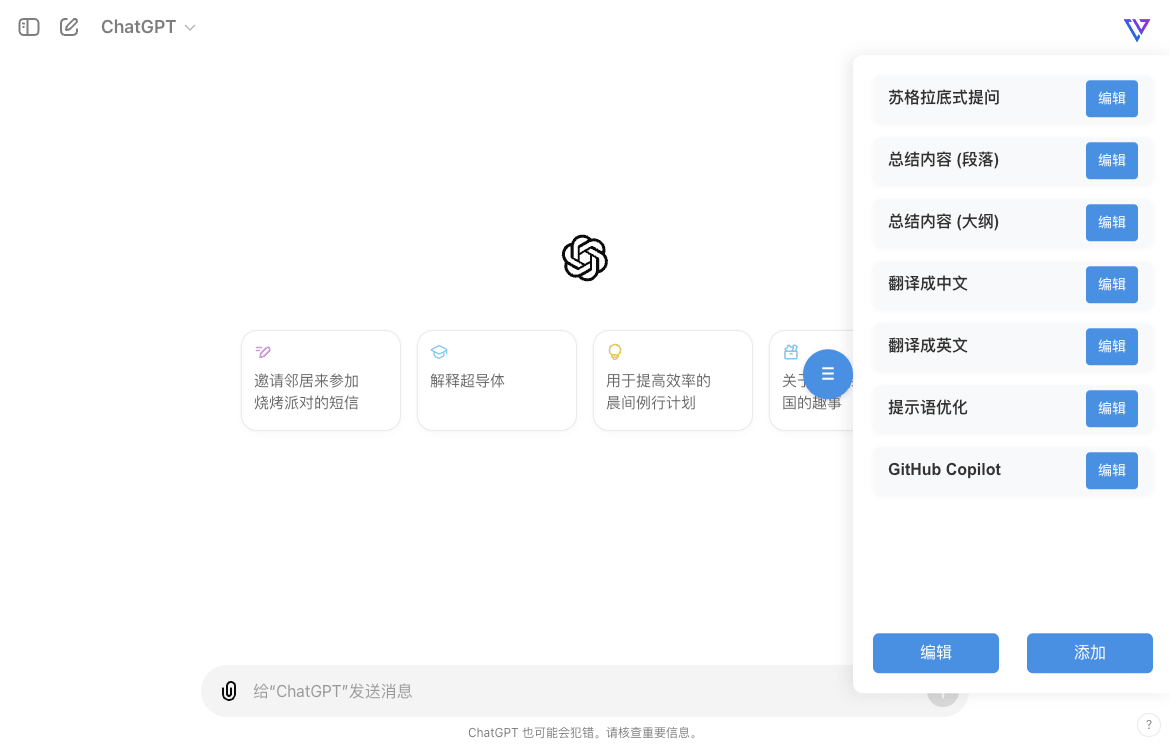 ChatGPT
苏格拉底式提问
编辑
总结内容 (段落)
编辑
总结内容 (大纲)
编辑
翻译成中文
编辑
翻译成英文
编辑
提示语优化
编辑
GitHub Copilot
编辑
编辑
添加
邀请邻居来参加
烧烤派对的短信
解释超导体
用于提高效率的
晨间例行计划
关于
国的趣事
给“ChatGPT”发送消息
ChatGPT 也可能会犯错。请核查重要信息。
?